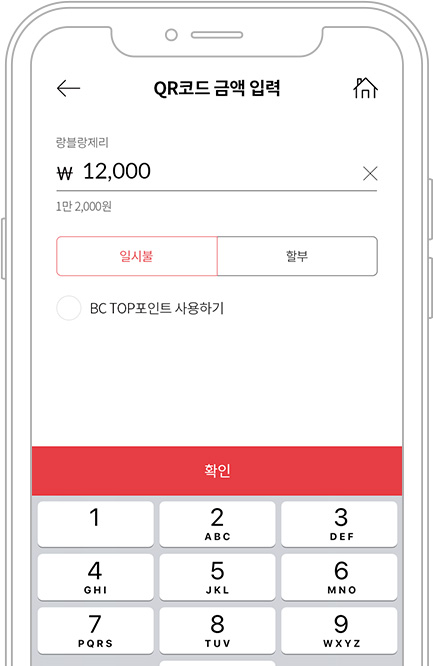 QR코드 금액 입력
랑블랑제리
₩ 12,000
1만 2,000원
일시불 할부
BC TOP포인트 사용하기
확인
1 2 3
ABC DEF
4 5 6
GHI JKL MNO
7 8 9
PQRS TUV WXYZ